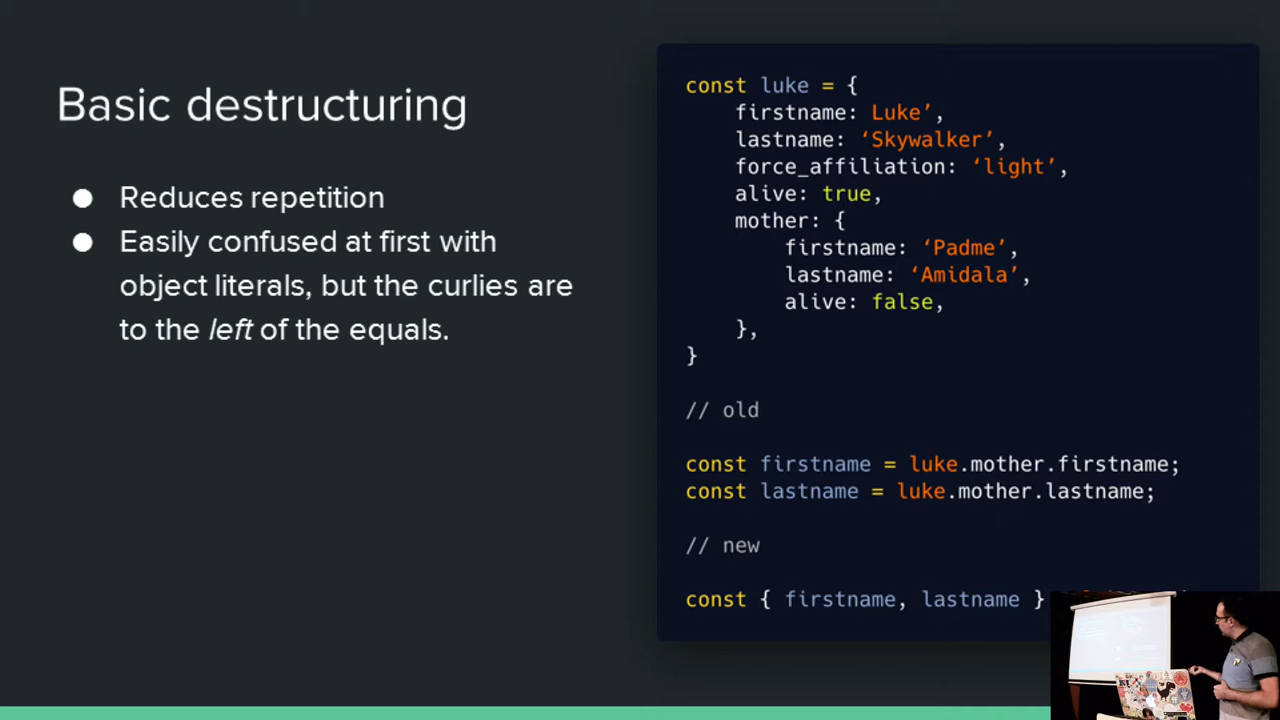 Basic destructuring
● Reduces repetition
● Easily confused at first with
object literals, but the curlies are
to the left of the equals.
const luke = {
    firstname: Luke’,
    lastname: ‘Skywalker’,
    force_affiliation: ‘light’,
    alive: true,
    mother: {
        firstname: ‘Padme’,
        lastname: ‘Amidala’,
        alive: false,
    },
}
// old
const firstname = luke.mother.firstname;
const lastname = luke.mother.lastname;
// new
const { firstname, lastname }